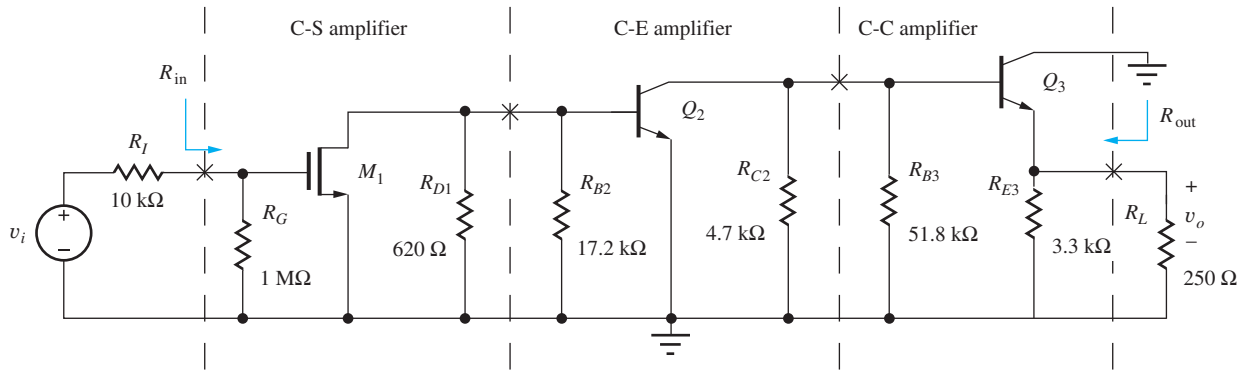 C-S amplifier
C-E amplifier
C-C amplifier
R_in
Q_3
Q_2
R_out
R_I
M_1
10 kΩ
R_G
R_D1
R_B2
R_C2
R_B3
R_E3
R_L
+
v_o
–
v_i
+
–
1 MΩ
620 Ω
17.2 kΩ
4.7 kΩ
51.8 kΩ
3.3 kΩ
250 Ω